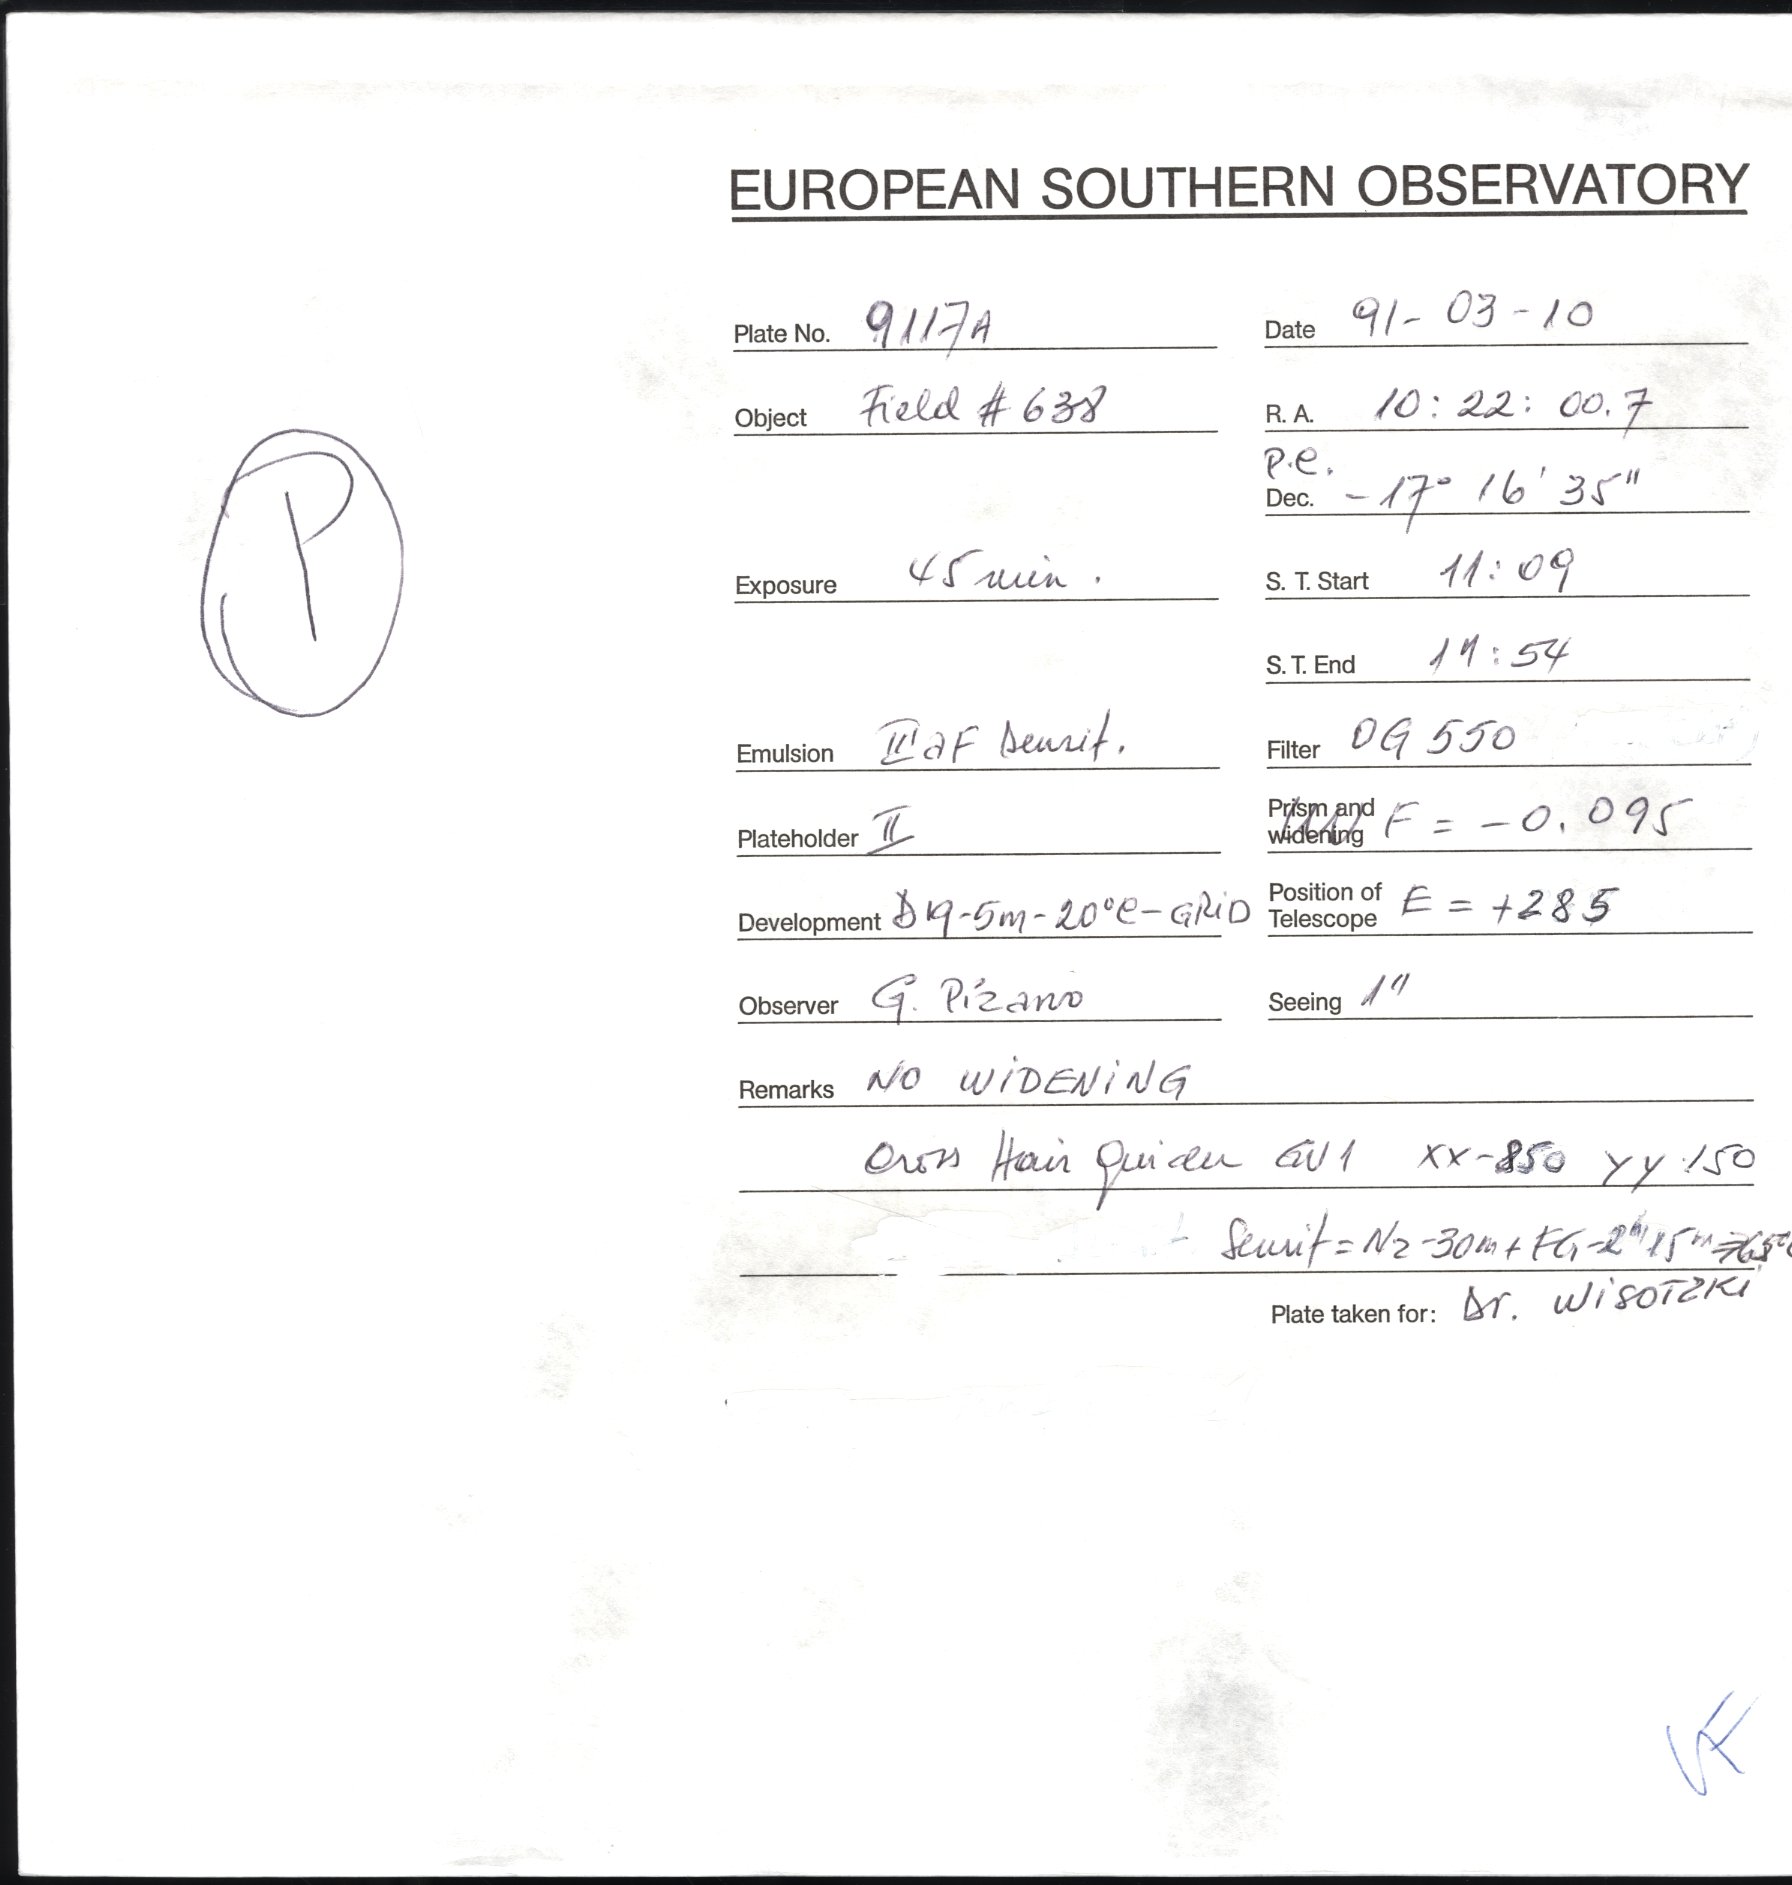 EUROPEAN SOUTHERN OBSERVATORY
Plate No. 9117A Date 91-03-10
Object Field # 638 R. A. 10:22:00.7
p.e.
Dec. -17° 16' 35"
P
Exposure 45 min. S. T. Start 11:09
S. T. End 11:54
Emulsion aF Sensit. Filter OG 550
Plateholder II Prism and widening F = -0.095
Development D19-5m-20°C-GRiD Position of Telescope E = +285
Observer G. Pizarro Seeing 1"
Remarks NO WiDENiNG
Cross Hair GV1 XX-850 YY 150
Sensit = N2-30m + FG-2h15m
Plate taken for: Dr. WiSOTZKi
VF